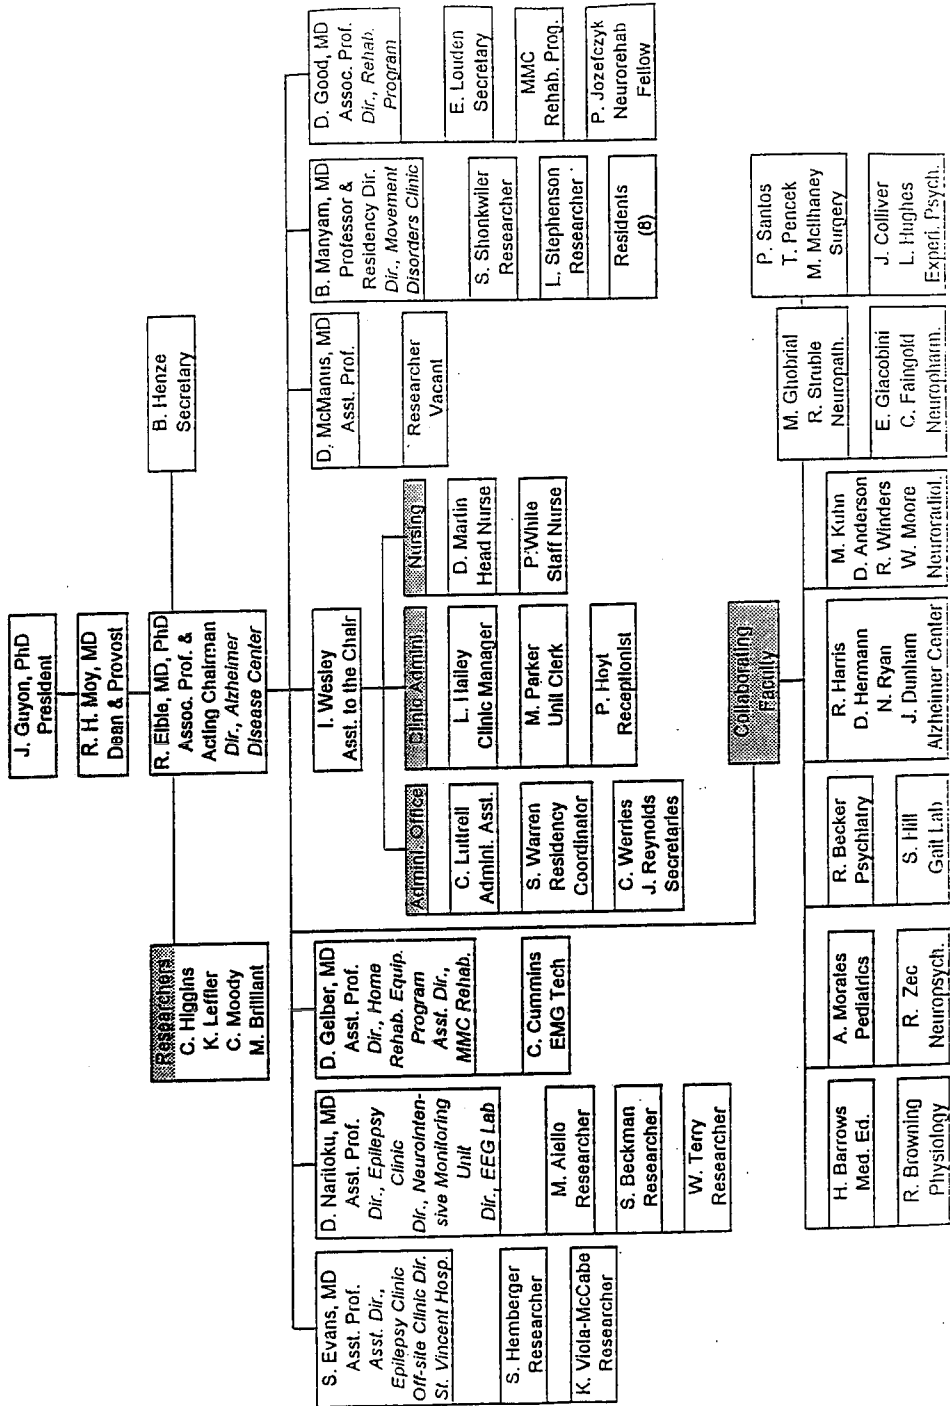 J. Guyon, PhD
President
R. H. Moy, MD
Dean & Provost
R. Elble, MD, PhD
Assoc. Prof. &
Acting Chairman
Dir., Alzheimer
Disease Center
B. Henze
Secretary
Researchers
C. Higgins
K. Leffler
C. Moody
M. Brilliant
S. Evans, MD
Asst. Prof.
Asst. Dir.,
Epilepsy Clinic
Off-site Clinic Dir.
St. Vincent Hosp.
S. Hemberger
Researcher
K. Viola-McCabe
Researcher
D. Naritoku, MD
Asst. Prof.
Dir., Epilepsy
Clinic
Dir., Neurointen-
sive Monitoring
Unit
Dir., EEG Lab
M. Aiello
Researcher
S. Beckman
Researcher
W. Terry
Researcher
D. Gelber, MD
Asst. Prof.
Dir., Home
Rehab. Equip.
Program
Asst. Dir.,
MMC Rehab.
C. Cummins
EMG Tech
I. Wesley
Asst. to the Chair
Admini. Office
C. Luttrell
Admini. Asst.
S. Warren
Residency
Coordinator
C. Werries
J. Reynolds
Secretaries
Clinic Admini.
L. Hailey
Clinic Manager
M. Parker
Unit Clerk
P. Hoyt
Receptionist
Nursing
D. Martin
Head Nurse
P. White
Staff Nurse
D. McManus, MD
Asst. Prof.
Researcher
Vacant
B. Manyam, MD
Professor &
Residency Dir.
Dir., Movement
Disorders Clinic
S. Shonkwiler
Researcher
L. Stephenson
Researcher
Residents
(8)
D. Good, MD
Assoc. Prof.
Dir., Rehab.
Program
E. Louden
Secretary
MMC
Rehab. Prog.
P. Jozefczyk
Neurorehab
Fellow
Collaborating
Faculty
H. Barrows
Med. Ed.
R. Browning
Physiology
A. Morales
Pediatrics
R. Zec
Neuropsych.
R. Becker
Psychiatry
S. Hill
Gait Lab
R. Harris
D. Hermann
N. Ryan
J. Dunham
Alzheimer Center
M. Kuhn
D. Anderson
R. Winders
W. Moore
Neuroradiol.
M. Ghobrial
R. Struble
Neuropath.
E. Giacobini
C. Faingold
Neuropharm.
P. Santos
T. Pencek
M. McIlhaney
Surgery
J. Colliver
L. Hughes
Experi. Psych.